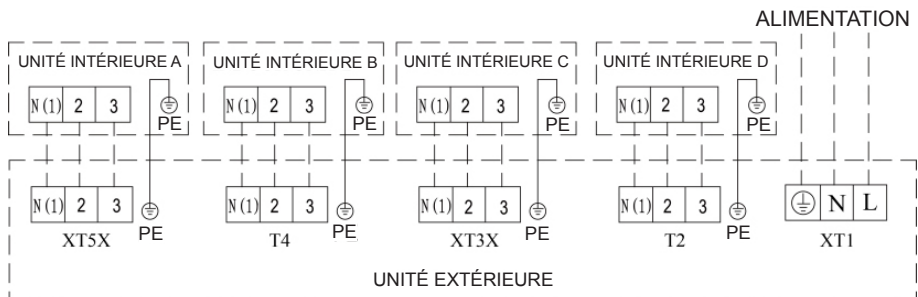 ALIMENTATION
UNITÉ INTÉRIEURE A UNITÉ INTÉRIEURE B UNITÉ INTÉRIEURE C UNITÉ INTÉRIEURE D
N (1) 2 3 N (1) 2 3 N (1) 2 3 N (1) 2 3
PE PE PE PE
N (1) 2 3 N (1) 2 3 N (1) 2 3 N (1) 2 3 N L
PE PE PE PE
XT5X T4 XT3X T2 XT1
UNITÉ EXTÉRIEURE